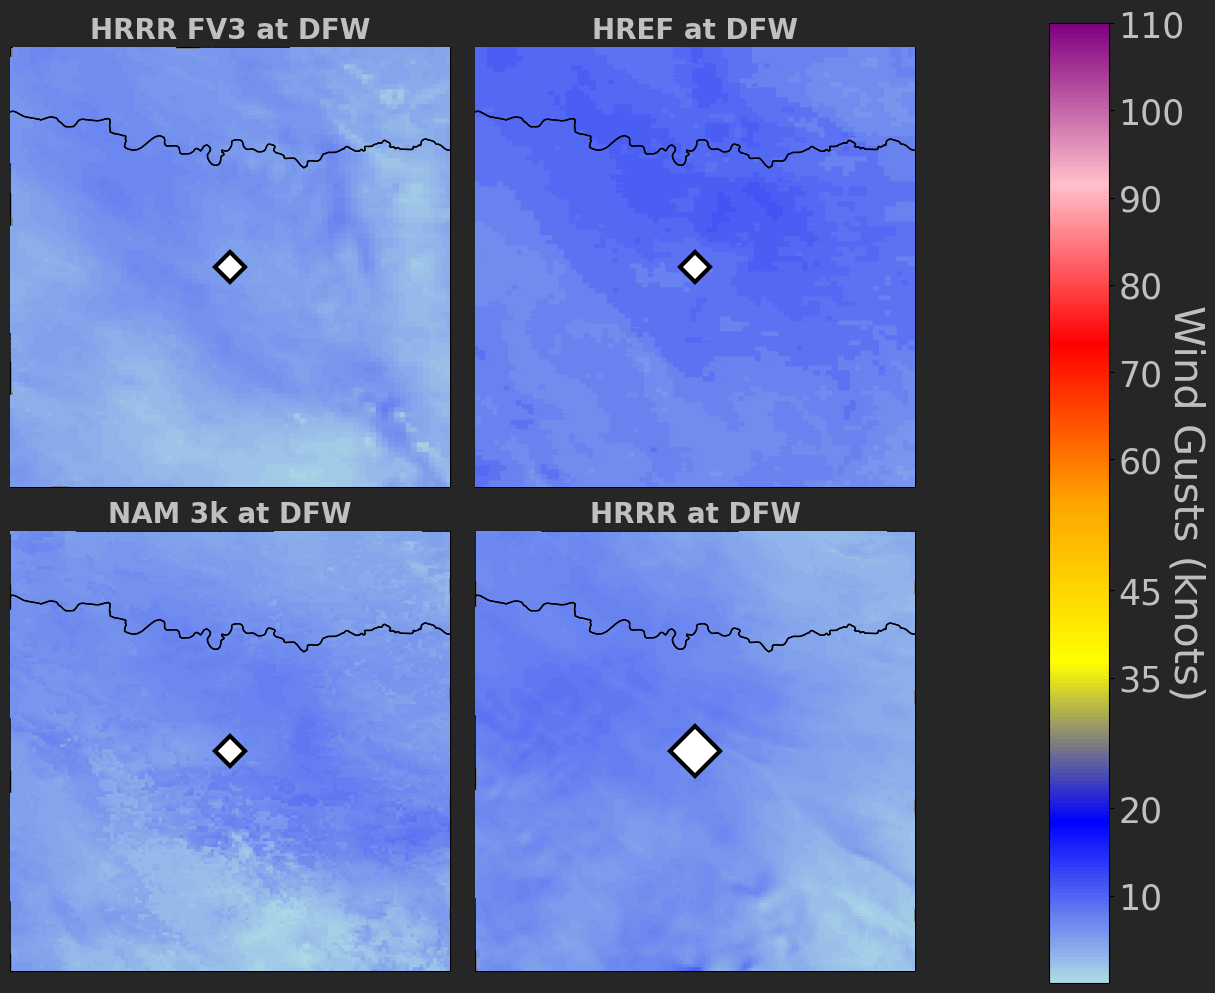 HRRR FV3 at DFW
HREF at DFW
NAM 3k at DFW
HRRR at DFW
110
100
90
80
70
60
45
35
20
10
Wind Gusts (knots)